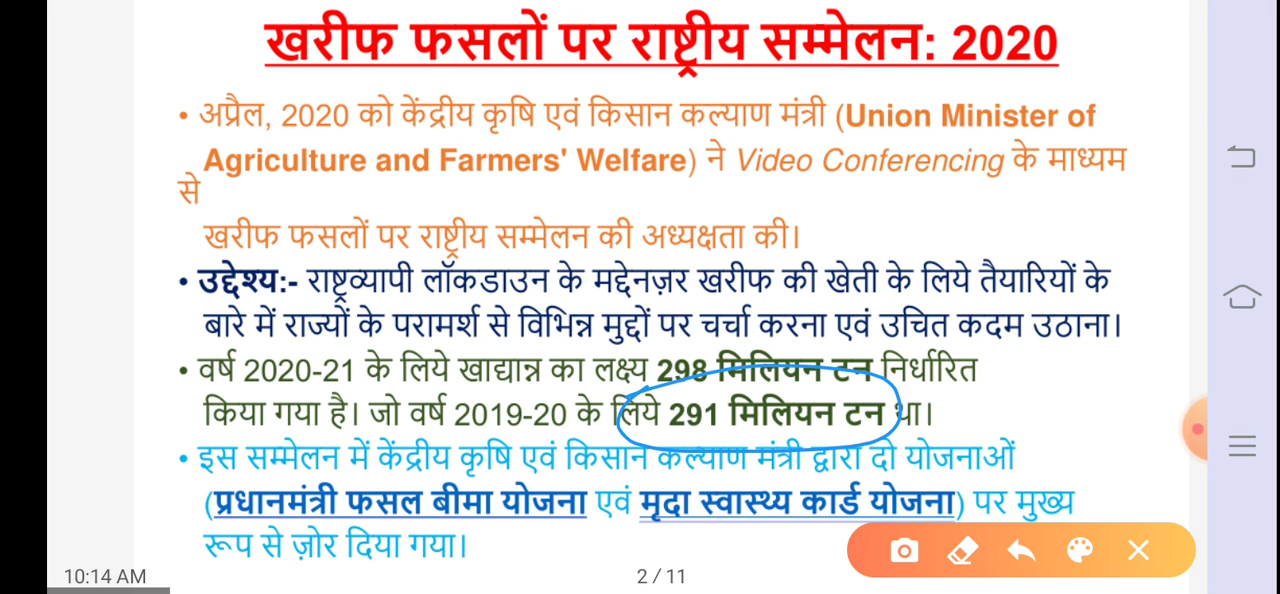 खरीफ फसलों पर राष्ट्रीय सम्मेलन: 2020
• अप्रैल, 2020 को केंद्रीय कृषि एवं किसान कल्याण मंत्री (Union Minister of
Agriculture and Farmers' Welfare) ने Video Conferencing के माध्यम
से
खरीफ फसलों पर राष्ट्रीय सम्मेलन की अध्यक्षता की।
• उद्देश्य:- राष्ट्रव्यापी लॉकडाउन के मद्देनज़र खरीफ की खेती के लिये तैयारियों के
बारे में राज्यों के परामर्श से विभिन्न मुद्दों पर चर्चा करना एवं उचित कदम उठाना।
• वर्ष 2020-21 के लिये खाद्यान्न का लक्ष्य 298 मिलियन टन निर्धारित
किया गया है। जो वर्ष 2019-20 के लिये 291 मिलियन टन था।
• इस सम्मेलन में केंद्रीय कृषि एवं किसान कल्याण मंत्री द्वारा दो योजनाओं
(प्रधानमंत्री फसल बीमा योजना एवं मृदा स्वास्थ्य कार्ड योजना) पर मुख्य
रूप से ज़ोर दिया गया।
10:14 AM
2 / 11